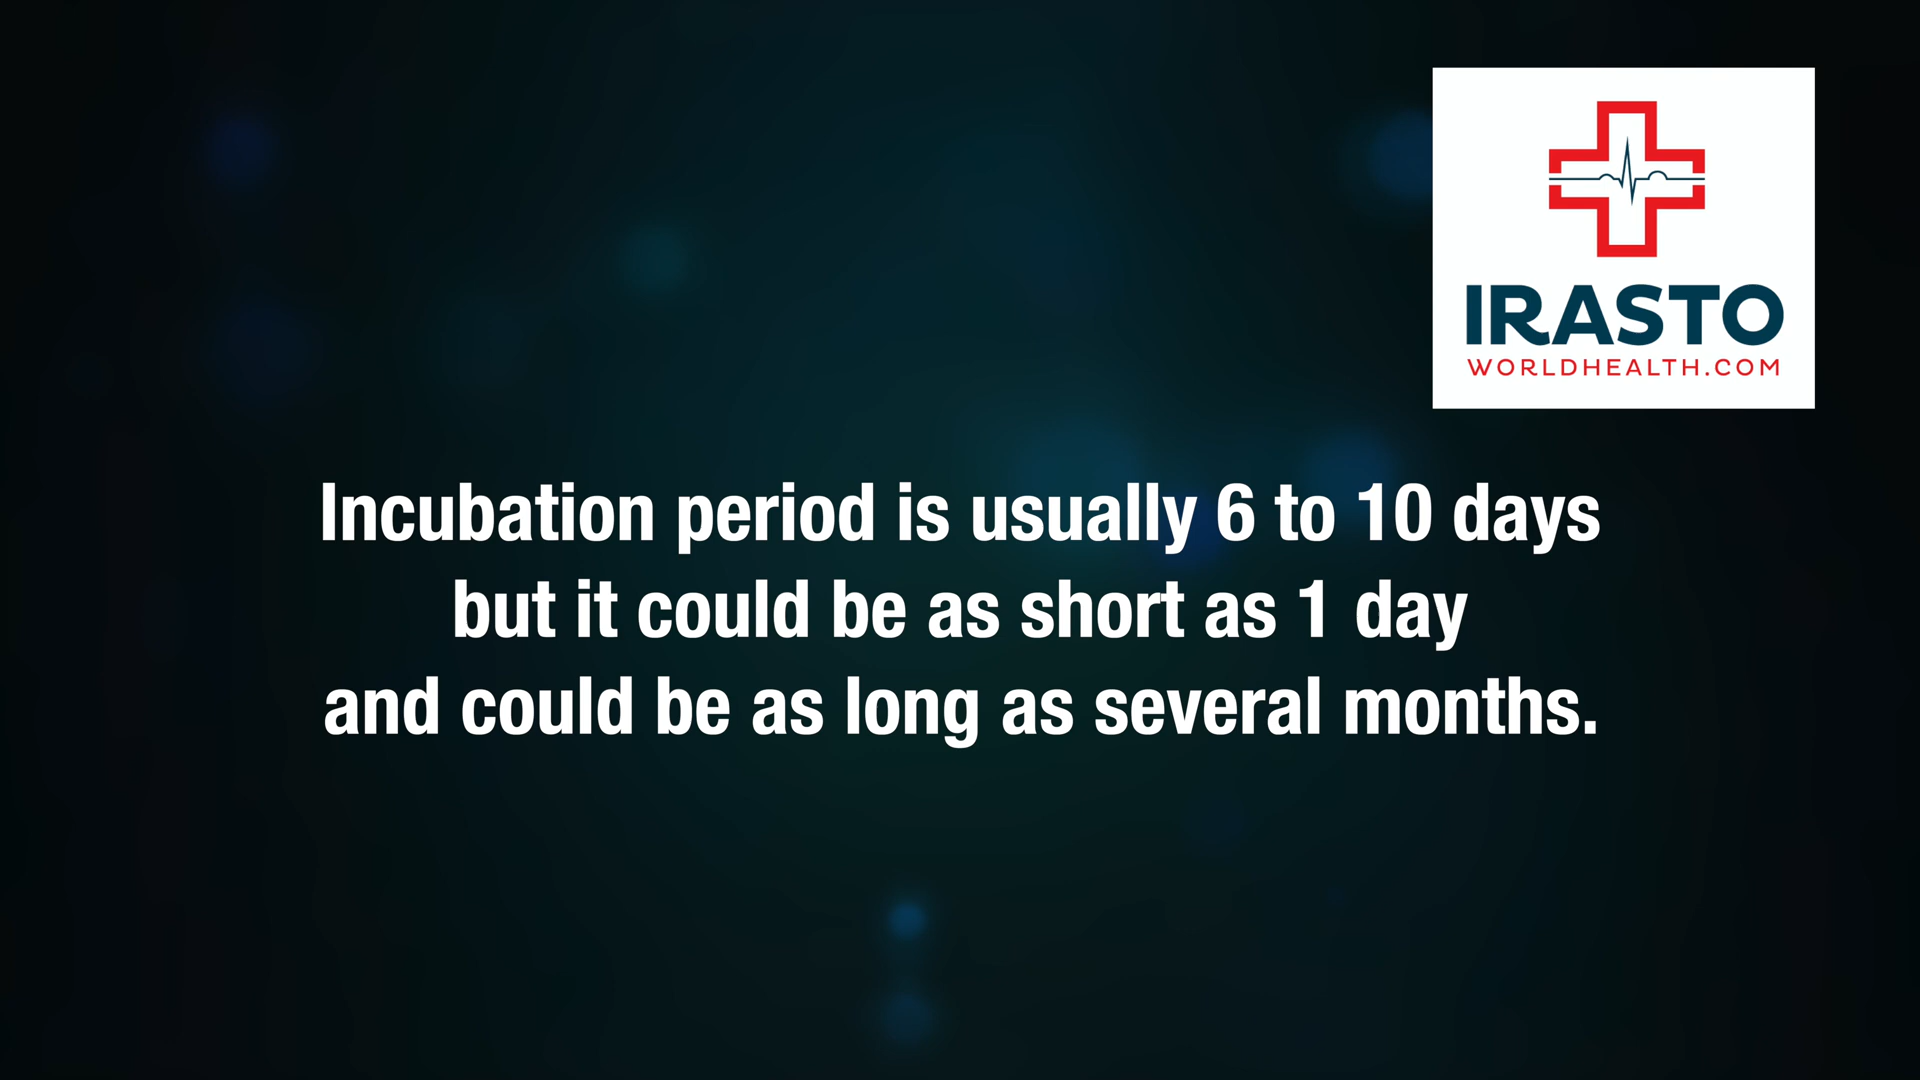 IRASTO
WORLDHEALTH.COM
Incubation period is usually 6 to 10 days
but it could be as short as 1 day
and could be as long as several months.